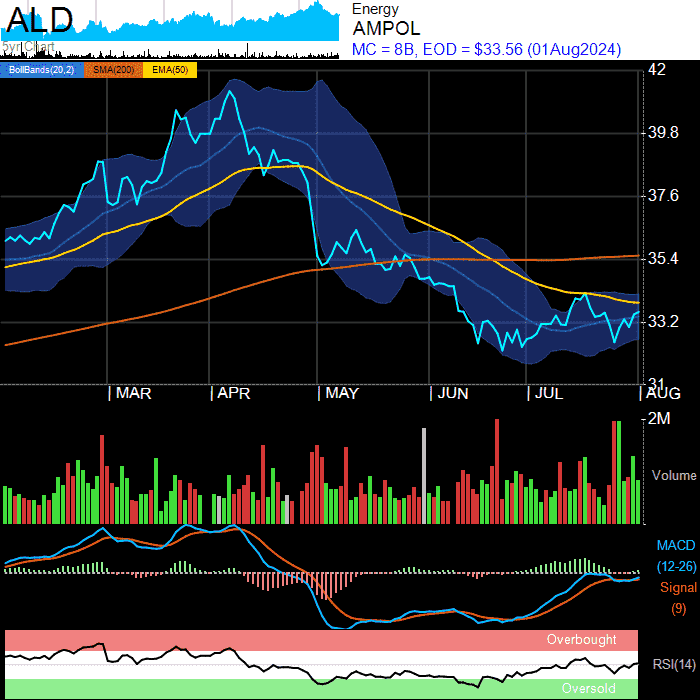 ALD
5yr Chart
Energy
AMPOL
MC = 8B, EOD = $33.56 (01Aug2024)
BollBands(20,2) SMA(200) EMA(50)
42
39.8
37.6
35.4
33.2
31
MAR APR MAY JUN JUL AUG
2M
Volume
MACD
(12-26)
Signal
(9)
Overbought
RSI(14)
Oversold